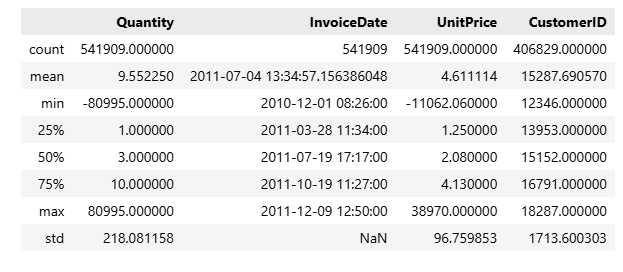 Quantity InvoiceDate UnitPrice CustomerID
count 541909.000000 541909 541909.000000 406829.000000
mean 9.552250 2011-07-04 13:34:57.156386048 4.611114 15287.690570
min -80995.000000 2010-12-01 08:26:00 -11062.060000 12346.000000
25% 1.000000 2011-03-28 11:34:00 1.250000 13953.000000
50% 3.000000 2011-07-19 17:17:00 2.080000 15152.000000
75% 10.000000 2011-10-19 11:27:00 4.130000 16791.000000
max 80995.000000 2011-12-09 12:50:00 38970.000000 18287.000000
std 218.081158 NaN 96.759853 1713.600303